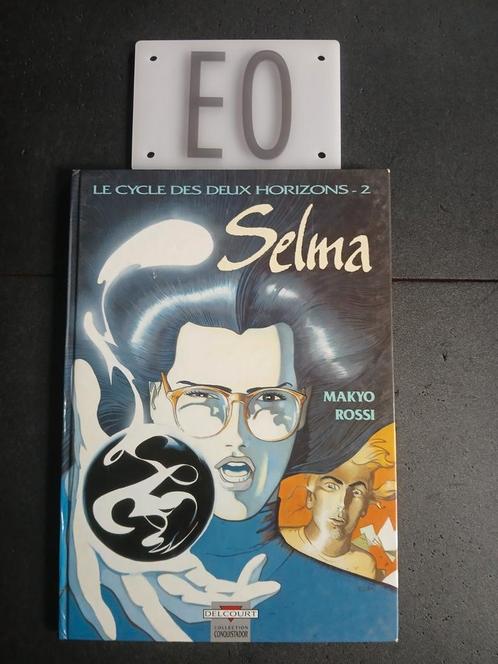 EO
LE CYCLE DES DEUX HORIZONS - 2
Selma
MAKYO
ROSSI
DELCOURT
COLLECTION
CONQUISTADOR